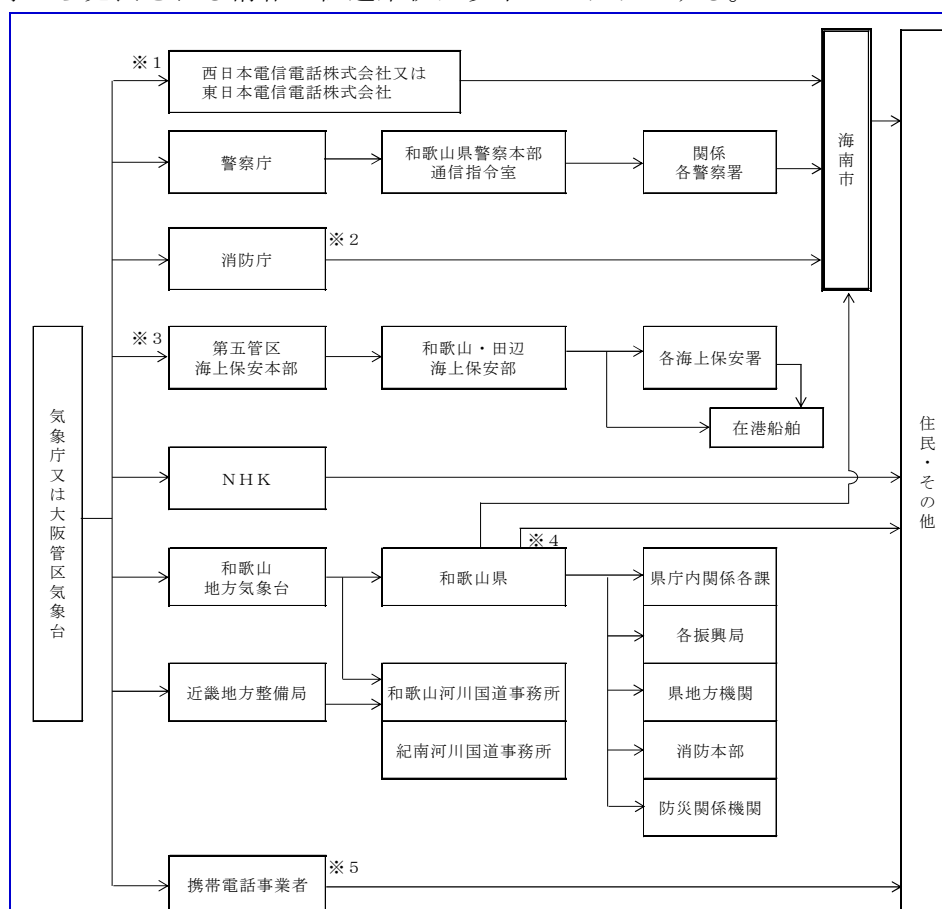 ※１
西日本電信電話株式会社又は
東日本電信電話株式会社
海南市
警察庁
和歌山県警察本部
通信指令室
関係
各警察署
消防庁
※２
※３
第五管区
海上保安本部
和歌山・田辺
海上保安部
各海上保安署
在港船舶
気象庁又は大阪管区気象台
住民・その他
NHK
和歌山
地方気象台
和歌山県
※４
県庁内関係各課
各振興局
近畿地方整備局
和歌山河川国道事務所
県地方機関
紀南河川国道事務所
消防本部
防災関係機関
携帯電話事業者
※５